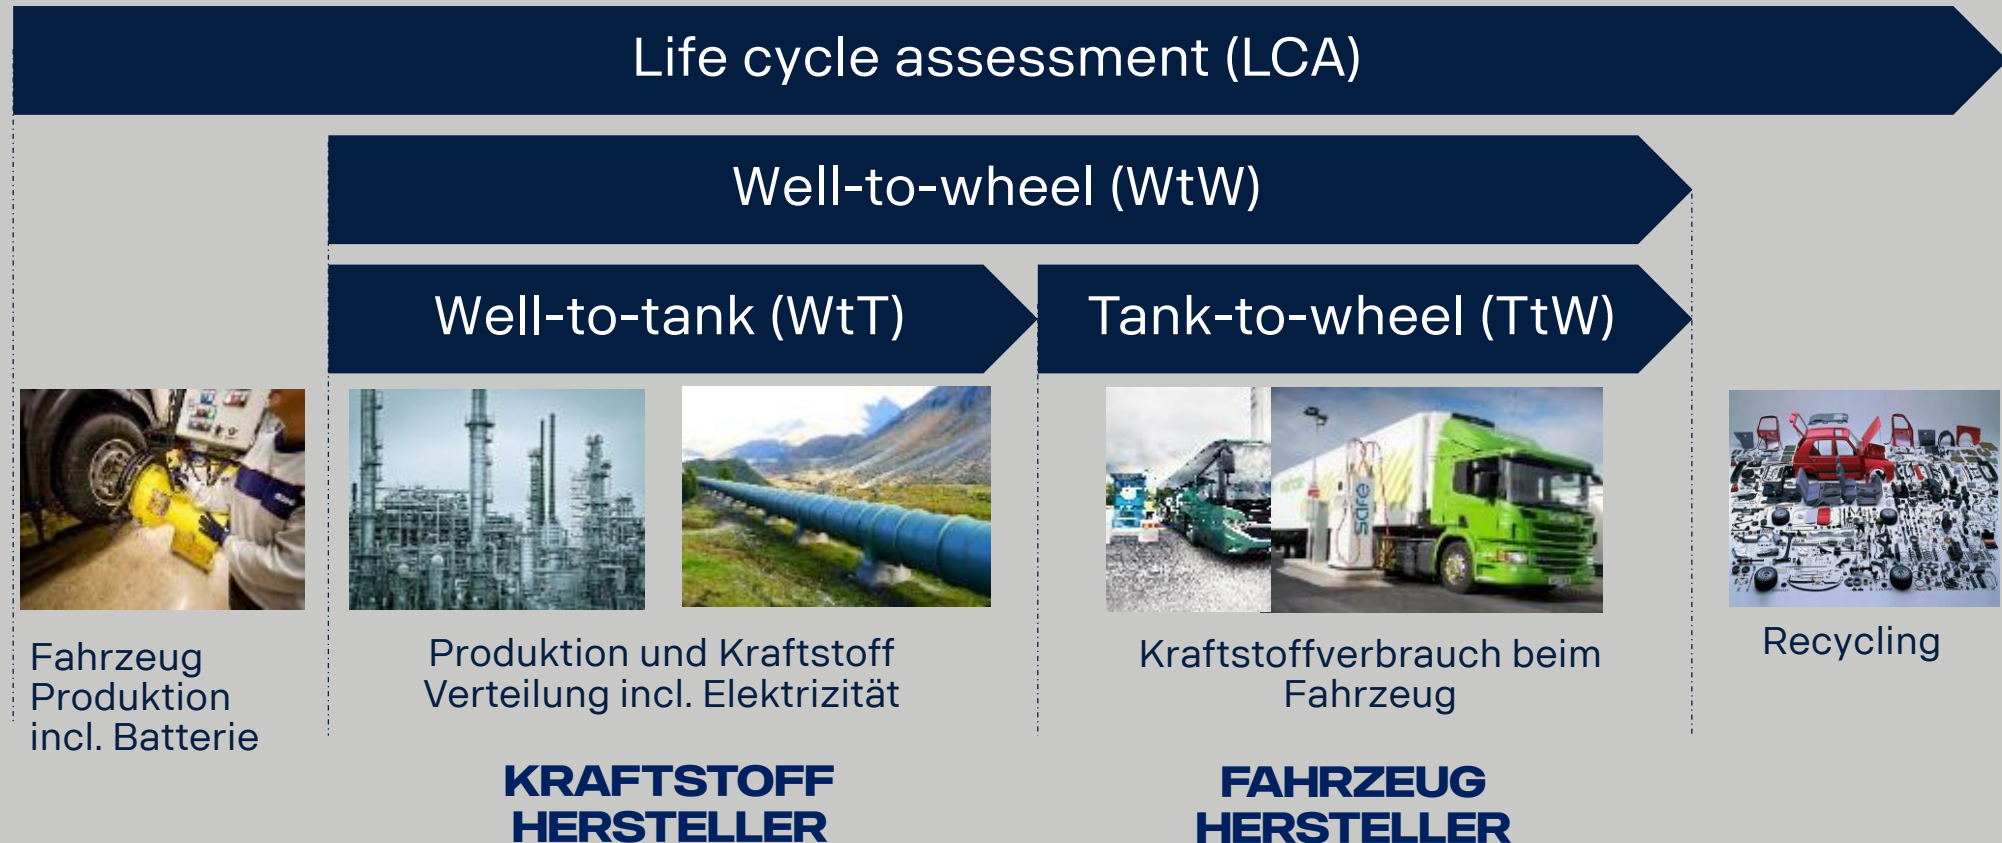 Life cycle assessment (LCA)
Well-to-wheel (WtW)
Well-to-tank (WtT)
Tank-to-wheel (TtW)
Fahrzeug
Produktion
incl. Batterie
Produktion und Kraftstoff
Verteilung incl. Elektrizität
Kraftstoffverbrauch beim
Fahrzeug
Recycling
KRAFTSTOFF
HERSTELLER
FAHRZEUG
HERSTELLER